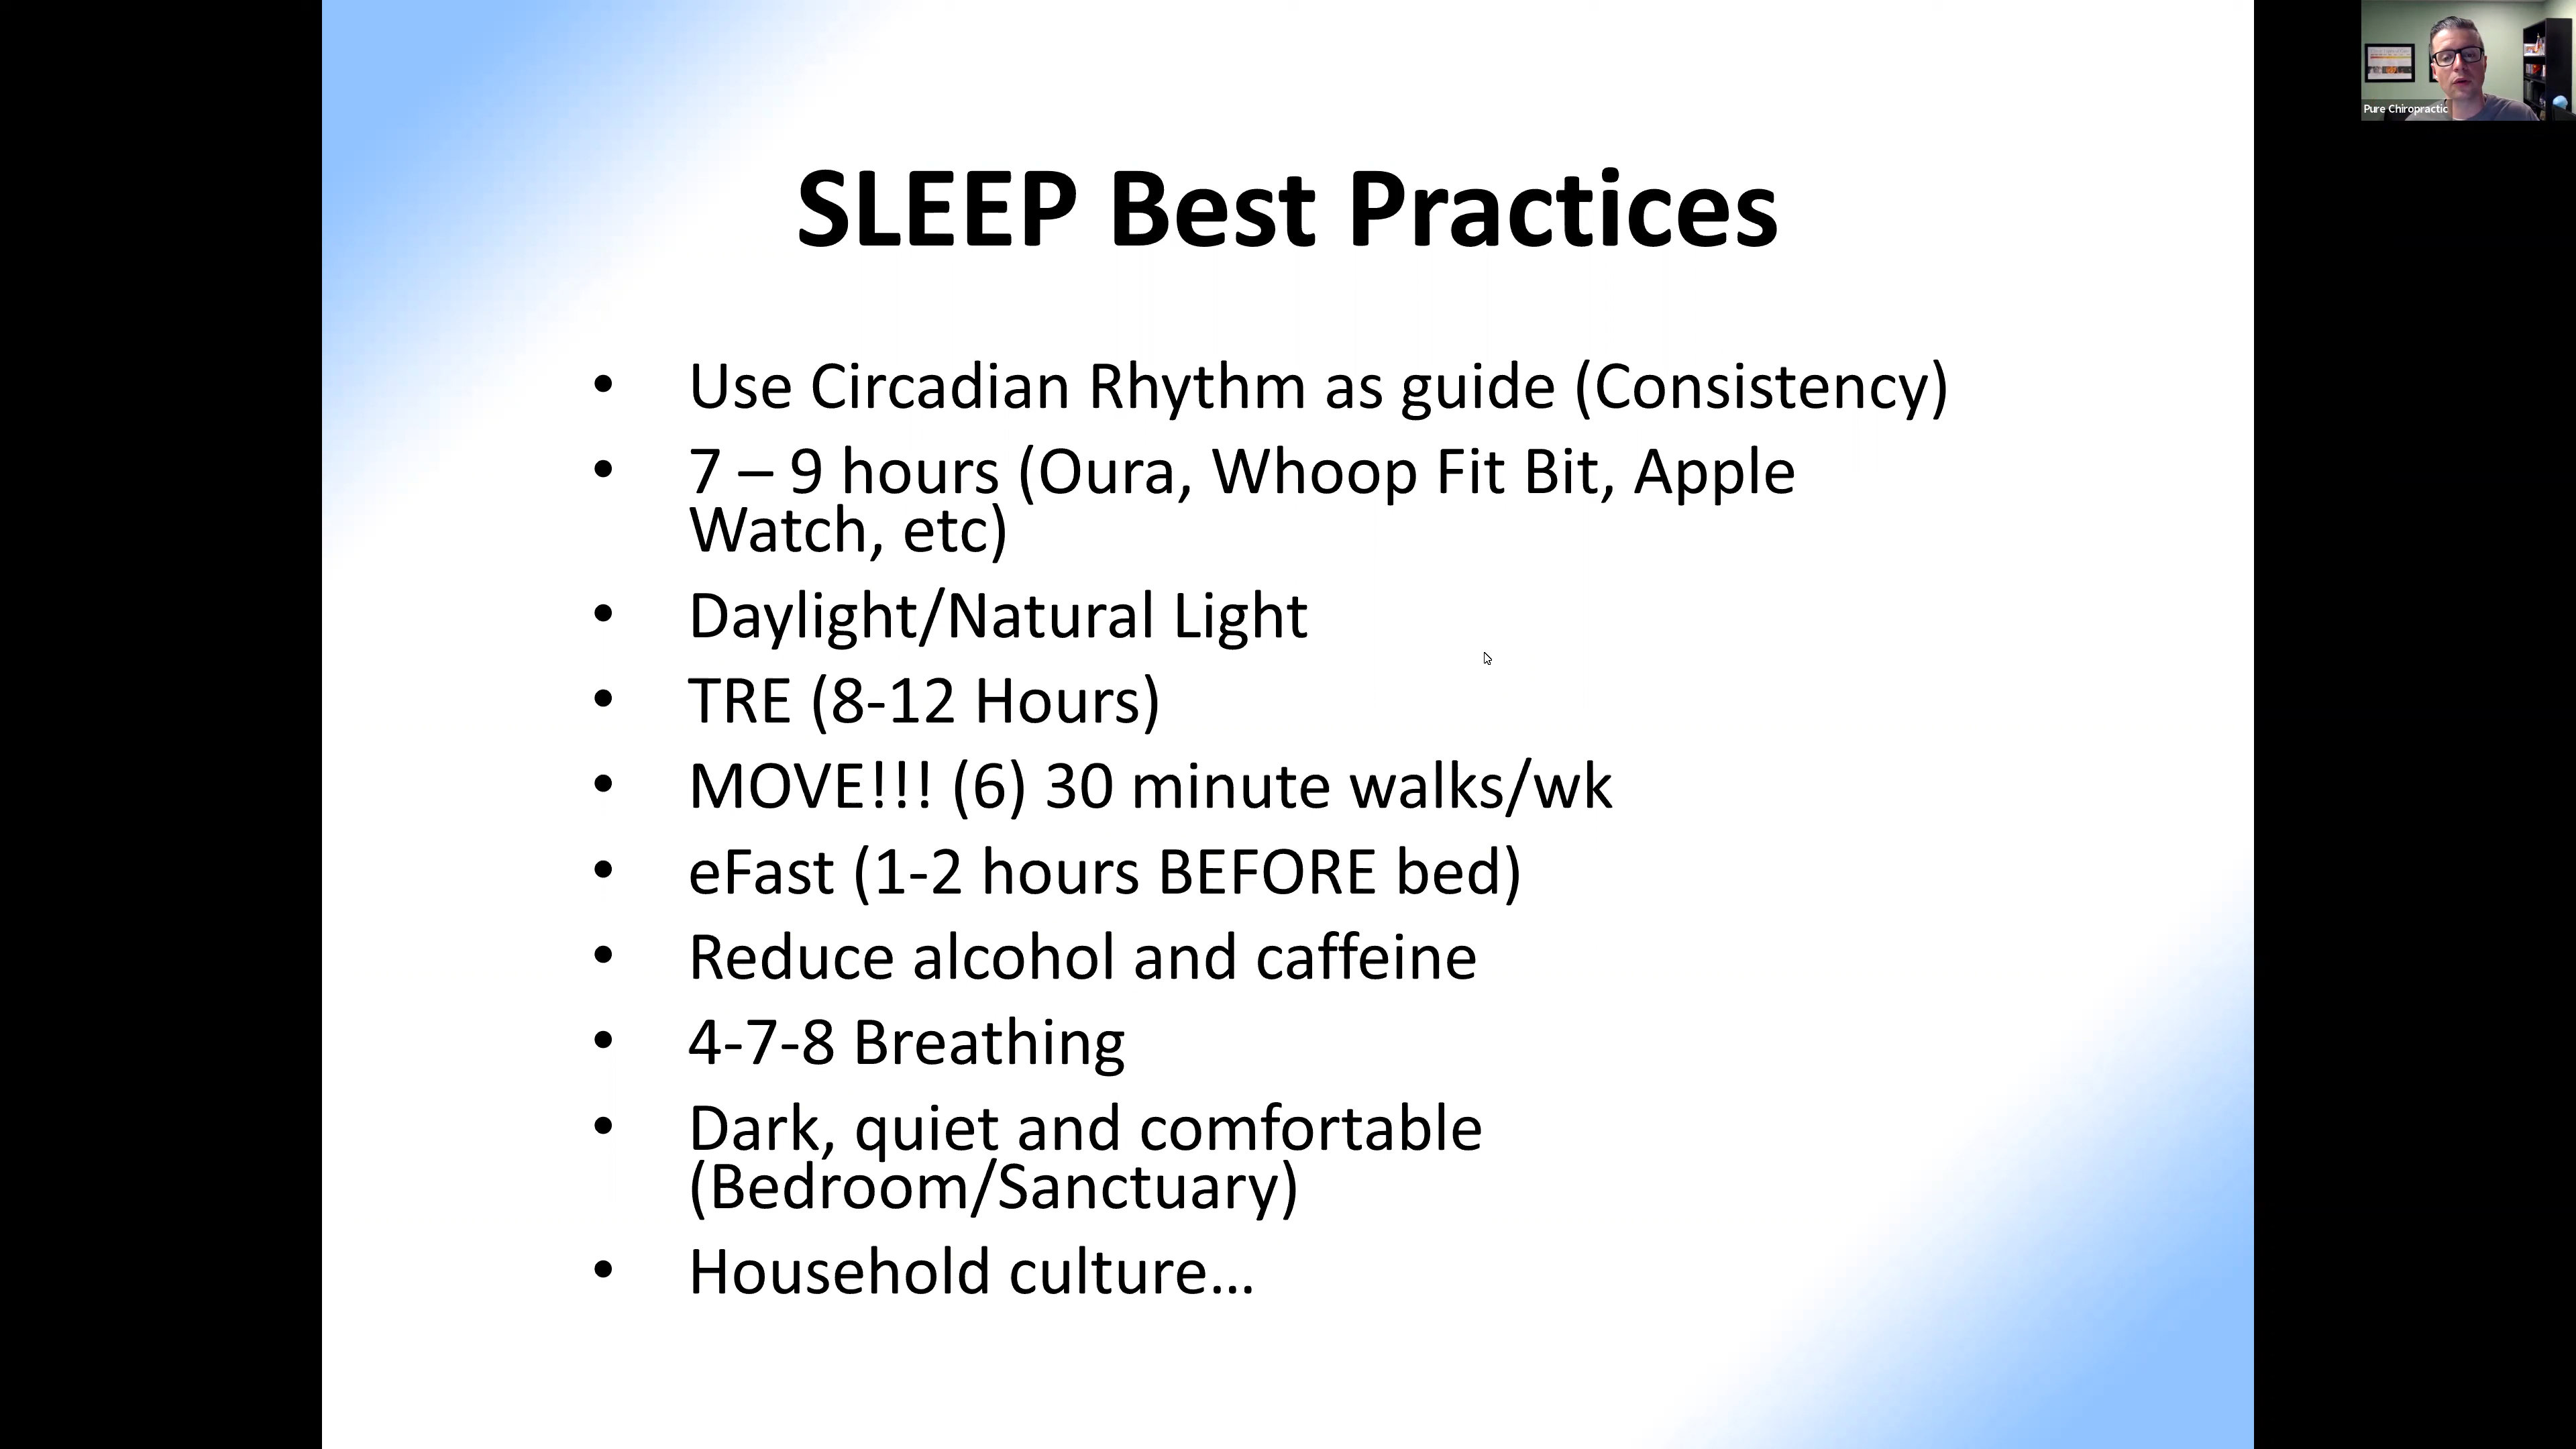 SLEEP Best Practices
• Use Circadian Rhythm as guide (Consistency)
• 7 – 9 hours (Oura, Whoop Fit Bit, Apple
Watch, etc)
• Daylight/Natural Light
• TRE (8-12 Hours)
• MOVE!!! (6) 30 minute walks/wk
• eFast (1-2 hours BEFORE bed)
• Reduce alcohol and caffeine
• 4-7-8 Breathing
• Dark, quiet and comfortable
(Bedroom/Sanctuary)
• Household culture...
Pure Chiropractic